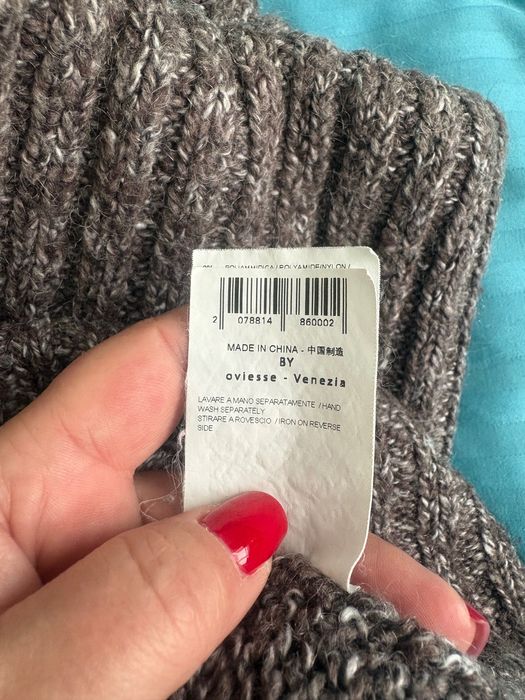 POLIAMMIDICA / POLYAMIDE/NYLON /
2 078814 860002
MADE IN CHINA - 中国制造
BY
oviesse - Venezia
LAVARE A MANO SEPARATAMENTE / HAND
WASH SEPARATELY
STIRARE A ROVESCIO / IRON ON REVERSE
SIDE